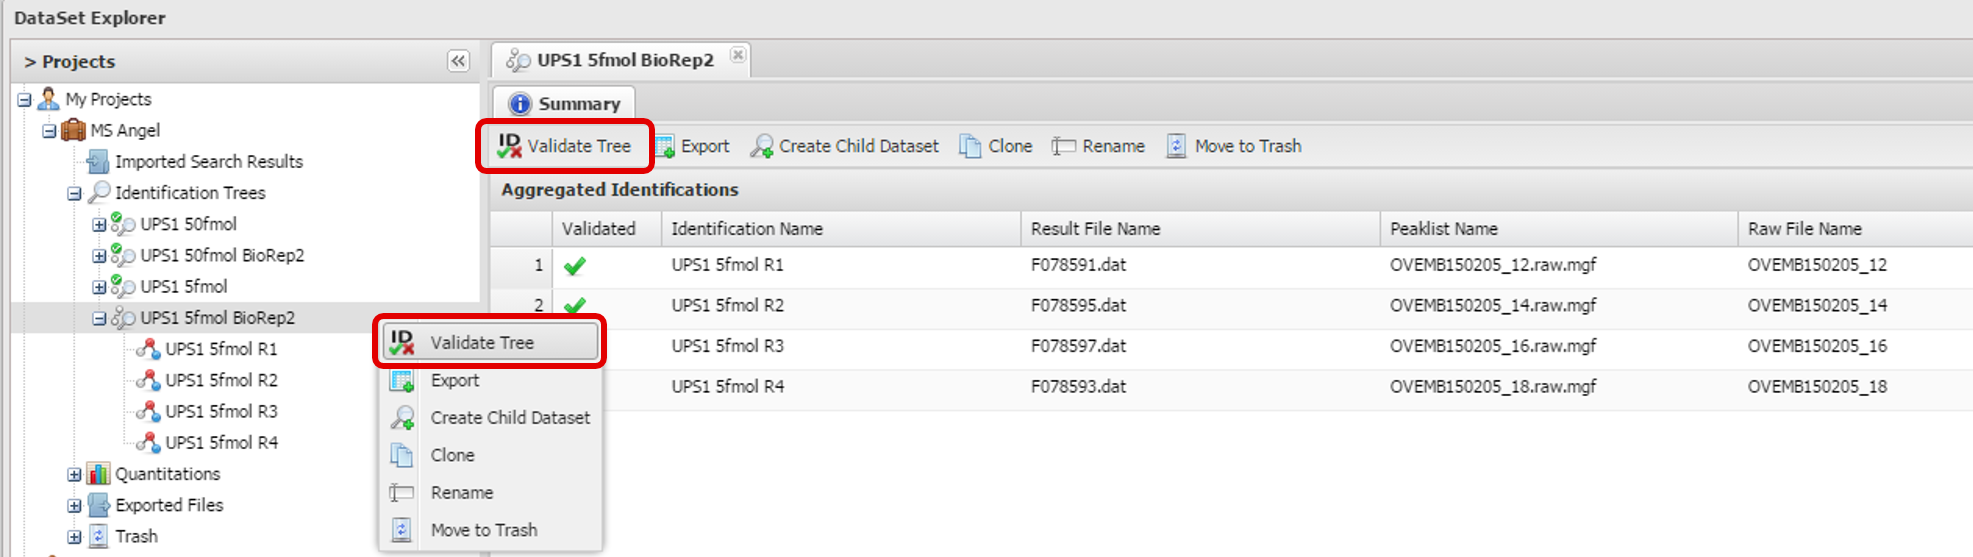 DataSet Explorer
> Projects
My Projects
MS Angel
Imported Search Results
Identification Trees
UPS1 50fmol
UPS1 50fmol BioRep2
UPS1 5fmol
UPS1 5fmol BioRep2
UPS1 5fmol R1
UPS1 5fmol R2
UPS1 5fmol R3
UPS1 5fmol R4
Quantitations
Exported Files
Trash
UPS1 5fmol BioRep2
Summary
ID Validate Tree Export Create Child Dataset Clone Rename Move to Trash
Aggregated Identifications
Validated Identification Name Result File Name Peaklist Name Raw File Name
1 UPS1 5fmol R1 F078591.dat OVEMB150205_12.raw.mgf OVEMB150205_12
2 UPS1 5fmol R2 F078595.dat OVEMB150205_14.raw.mgf OVEMB150205_14
UPS1 5fmol R3 F078597.dat OVEMB150205_16.raw.mgf OVEMB150205_16
UPS1 5fmol R4 F078593.dat OVEMB150205_18.raw.mgf OVEMB150205_18
ID Validate Tree
Export
Create Child Dataset
Clone
Rename
Move to Trash